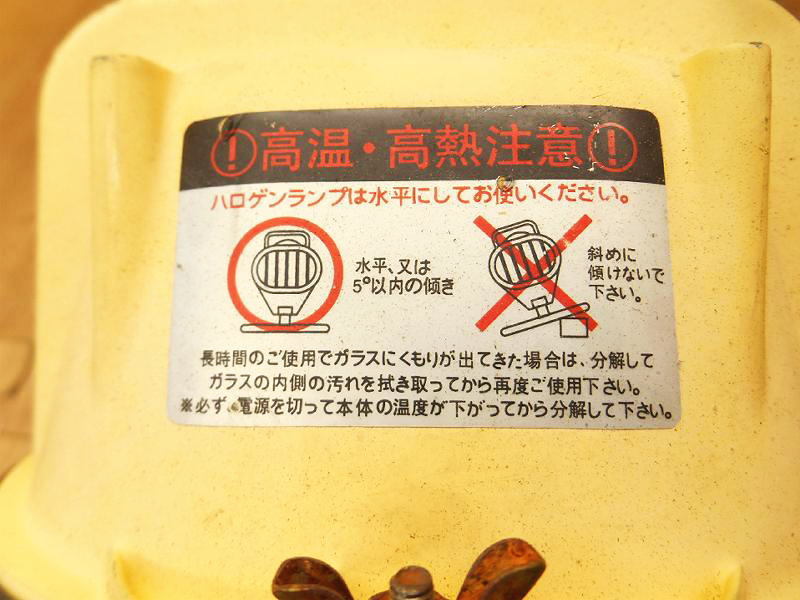 ！高温・高熱注意！
ハロゲンランプは水平にしてお使いください。
水平、又は
5°以内の傾き
斜めに
傾けないで
下さい。
長時間のご使用でガラスにくもりが出てきた場合は、分解して
ガラスの内側の汚れを拭き取ってから再度ご使用下さい。
※必ず、電源を切って本体の温度が下がってから分解して下さい。